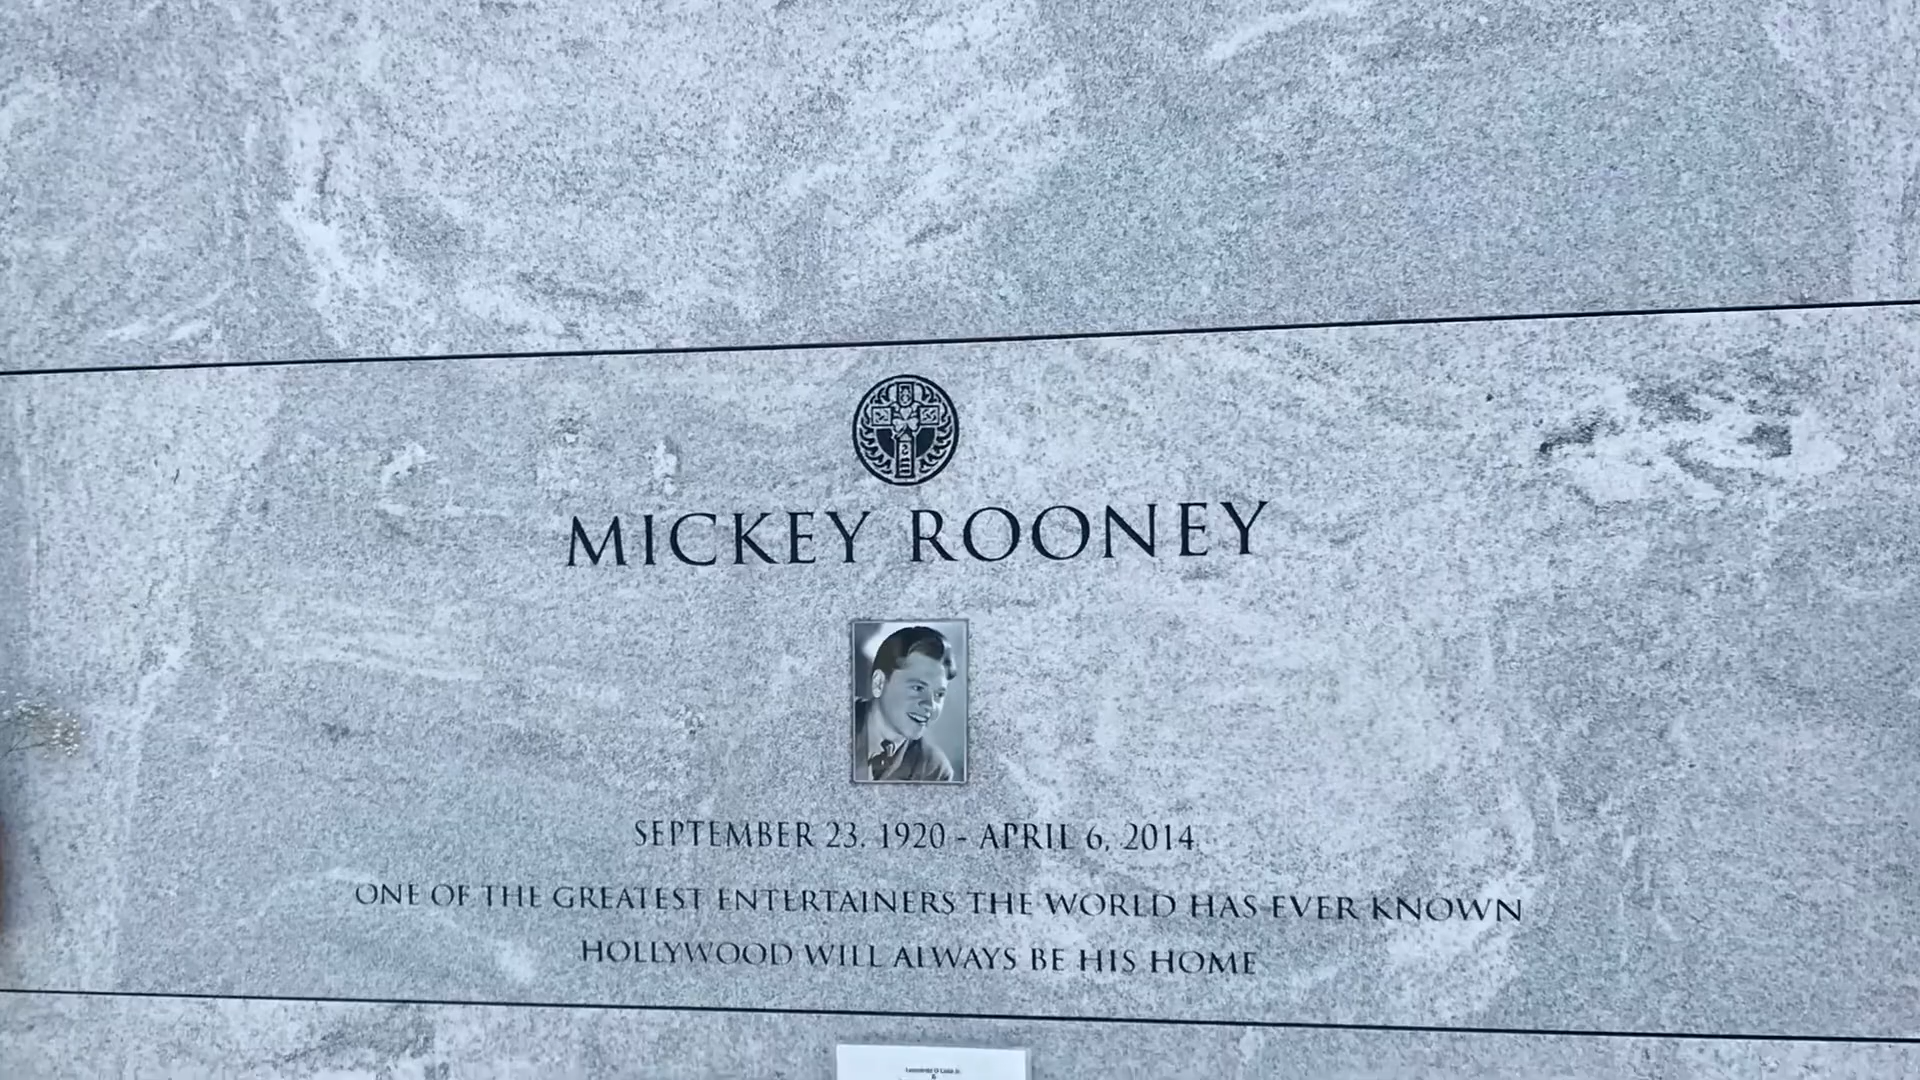 MICKEY ROONEY
SEPTEMBER 23, 1920 - APRIL 6, 2014
ONE OF THE GREATEST ENTERTAINERS THE WORLD HAS EVER KNOWN
HOLLYWOOD WILL ALWAYS BE HIS HOME
&